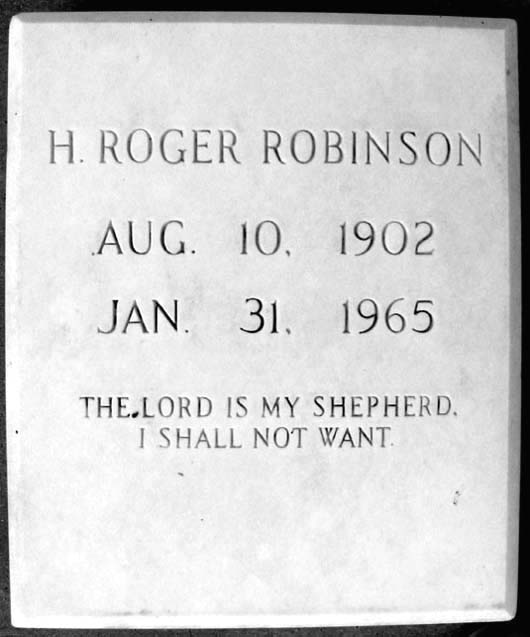 H. ROGER ROBINSON
AUG. 10, 1902
JAN. 31, 1965
THE LORD IS MY SHEPHERD,
I SHALL NOT WANT.